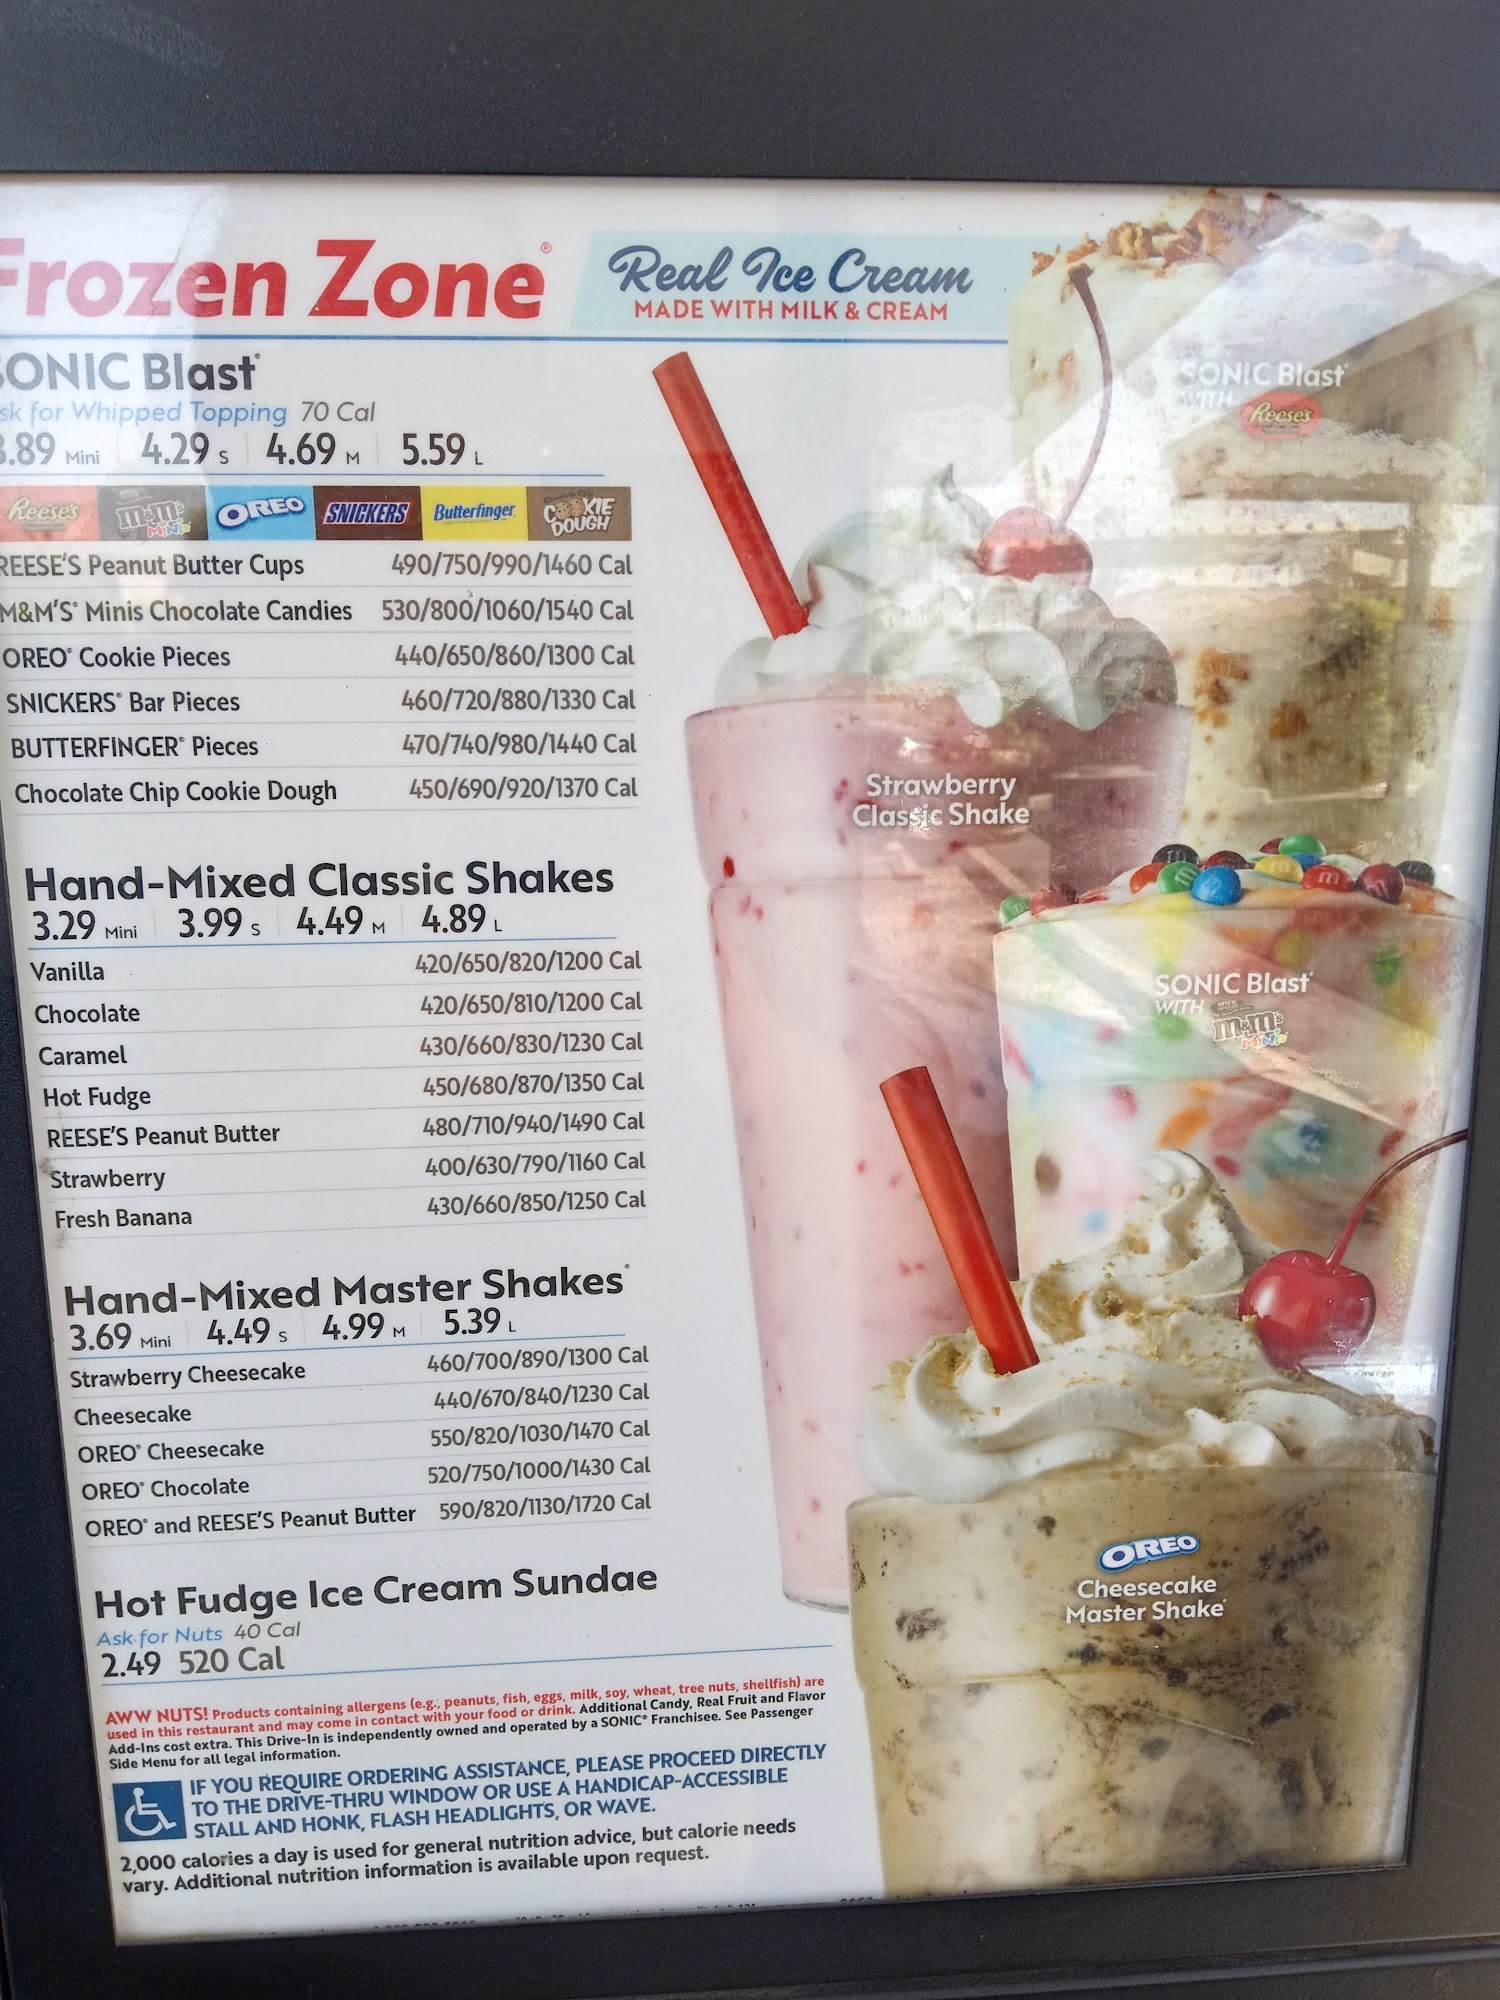 Frozen Zone®
Real Ice Cream
MADE WITH MILK & CREAM
SONIC Blast®
Ask for Whipped Topping 70 Cal
3.89 Mini 4.29 S 4.69 M 5.59 L
Reese's m&m's MINIS OREO SNICKERS Butterfinger COOKIE DOUGH
REESE'S Peanut Butter Cups 490/750/990/1460 Cal
M&M'S® Minis Chocolate Candies 530/800/1060/1540 Cal
OREO® Cookie Pieces 440/650/860/1300 Cal
SNICKERS® Bar Pieces 460/720/880/1330 Cal
BUTTERFINGER® Pieces 470/740/980/1440 Cal
Chocolate Chip Cookie Dough 450/690/920/1370 Cal
Hand-Mixed Classic Shakes
3.29 Mini 3.99 S 4.49 M 4.89 L
Vanilla 420/650/820/1200 Cal
Chocolate 420/650/810/1200 Cal
Caramel 430/660/830/1230 Cal
Hot Fudge 450/680/870/1350 Cal
REESE'S Peanut Butter 480/710/940/1490 Cal
Strawberry 400/630/790/1160 Cal
Fresh Banana 430/660/850/1250 Cal
Hand-Mixed Master Shakes®
3.69 Mini 4.49 S 4.99 M 5.39 L
Strawberry Cheesecake 460/700/890/1300 Cal
Cheesecake 440/670/840/1230 Cal
OREO® Cheesecake 550/820/1030/1470 Cal
OREO® Chocolate 520/750/1000/1430 Cal
OREO® and REESE'S Peanut Butter 590/820/1130/1720 Cal
Hot Fudge Ice Cream Sundae
Ask for Nuts 40 Cal
2.49 520 Cal
AWW NUTS! Products containing allergens (e.g., peanuts, fish, eggs, milk, soy, wheat, tree nuts, shellfish) are
used in this restaurant and may come in contact with your food or drink. Additional Candy, Real Fruit and Flavor
Add-Ins cost extra. This Drive-In is independently owned and operated by a SONIC® Franchisee. See Passenger
Side Menu for all legal information.
IF YOU REQUIRE ORDERING ASSISTANCE, PLEASE PROCEED DIRECTLY
TO THE DRIVE-THRU WINDOW OR USE A HANDICAP-ACCESSIBLE
STALL AND HONK, FLASH HEADLIGHTS, OR WAVE.
2,000 calories a day is used for general nutrition advice, but calorie needs
vary. Additional nutrition information is available upon request.
SONIC Blast®
WITH Reese's
Strawberry
Classic Shake
SONIC Blast®
WITH m&m's
MINIS
OREO
Cheesecake
Master Shake®